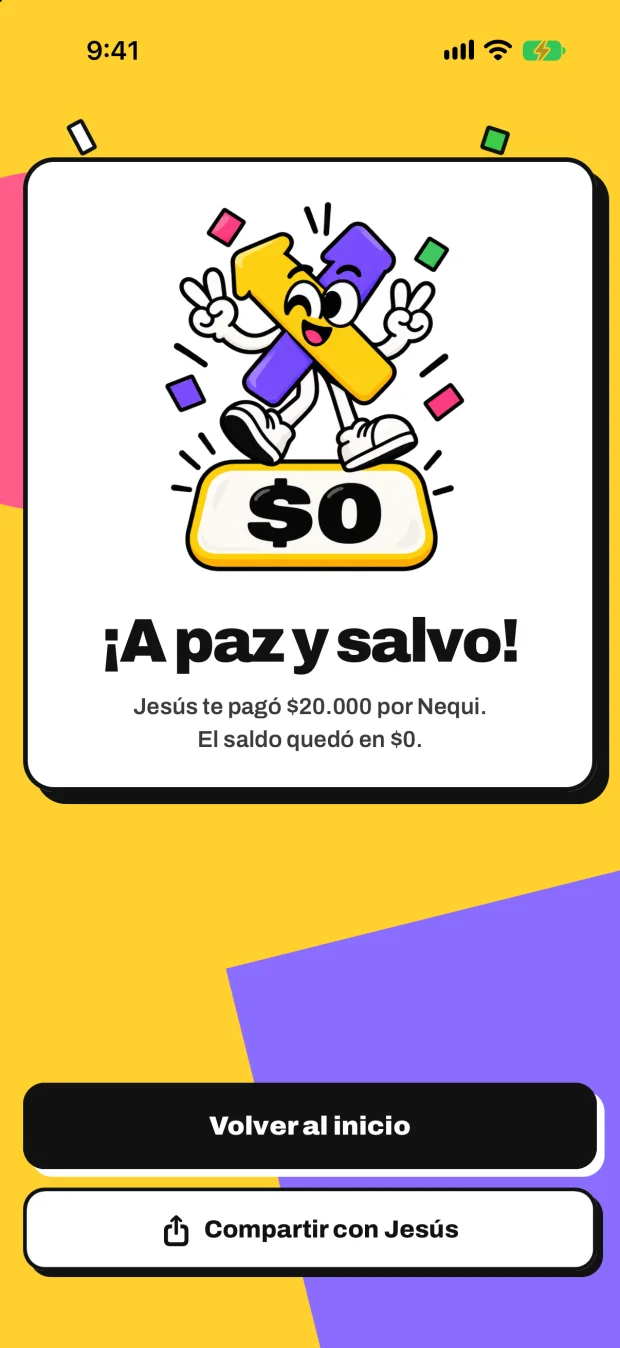 9:41
$0
¡A paz y salvo!
Jesús te pagó $20.000 por Nequi.
El saldo quedó en $0.
Volver al inicio
Compartir con Jesús